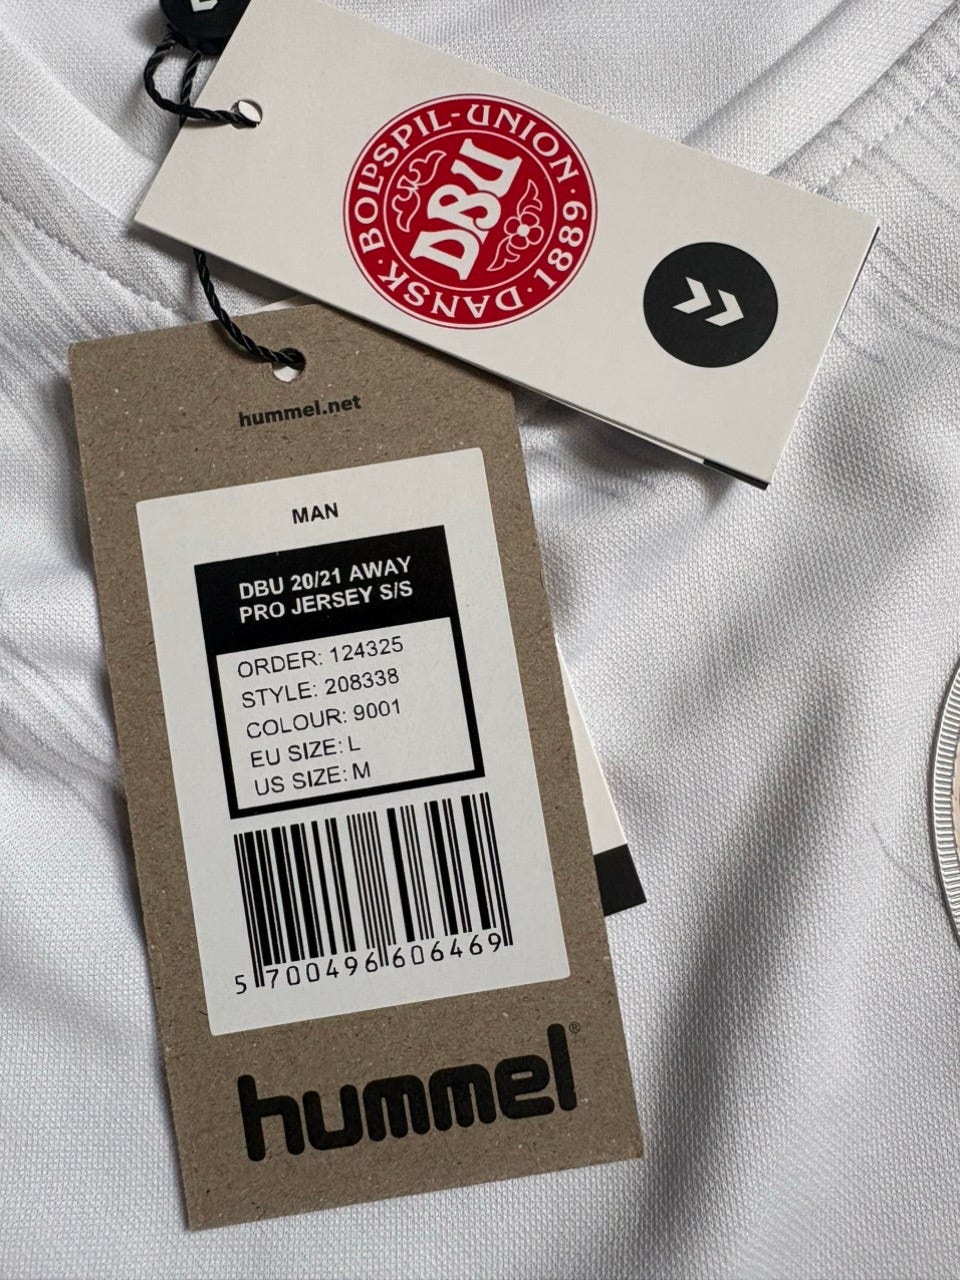 DANSK·BOLDSPIL-UNION·1889·
DBU
hummel.net
MAN
DBU 20/21 AWAY
PRO JERSEY S/S
ORDER: 124325
STYLE: 208338
COLOUR: 9001
EU SIZE: L
US SIZE: M
5 700496 606469
hummel®